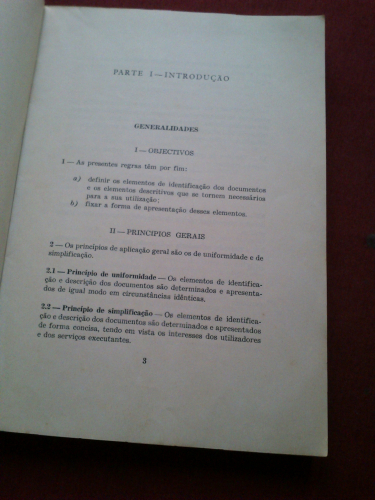 PARTE I — INTRODUÇÃO
GENERALIDADES
I — OBJECTIVOS
1 — As presentes regras têm por fim:
a) definir os elementos de identificação dos documentos
e os elementos descritivos que se tornem necessários
para a sua utilização;
b) fixar a forma de apresentação desses elementos.
II — PRINCIPIOS GERAIS
2 — Os princípios de aplicação geral são os de uniformidade e de
simplificação.
2.1 — Princípio de uniformidade — Os elementos de identifica-
ção e descrição dos documentos são determinados e apresenta-
dos de igual modo em circunstâncias idênticas.
2.2 — Princípio de simplificação — Os elementos de identifica-
ção e descrição dos documentos são determinados e apresentados
de forma concisa, tendo em vista os interesses dos utilizadores
e dos serviços executantes.
3